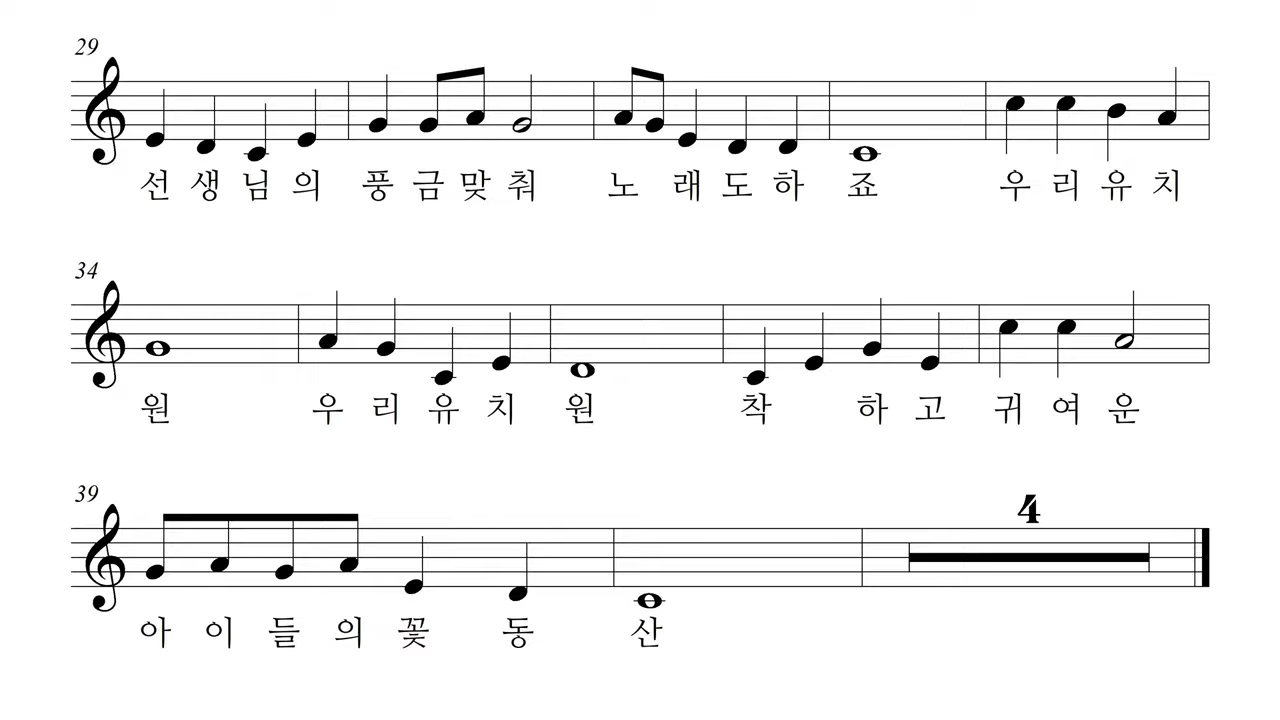 29
선 생 님 의 풍 금 맞 춰 노 래 도 하 죠 우 리 유 치
34
원 우 리 유 치 원 착 하 고 귀 여 운
39
4
아 이 들 의 꽃 동 산